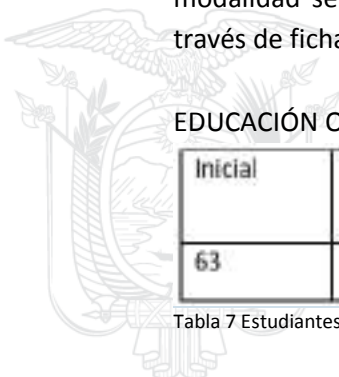 modalidad se
través de ficha
EDUCACIÓN
Inicial
63
Tabla 7 Estudiantes